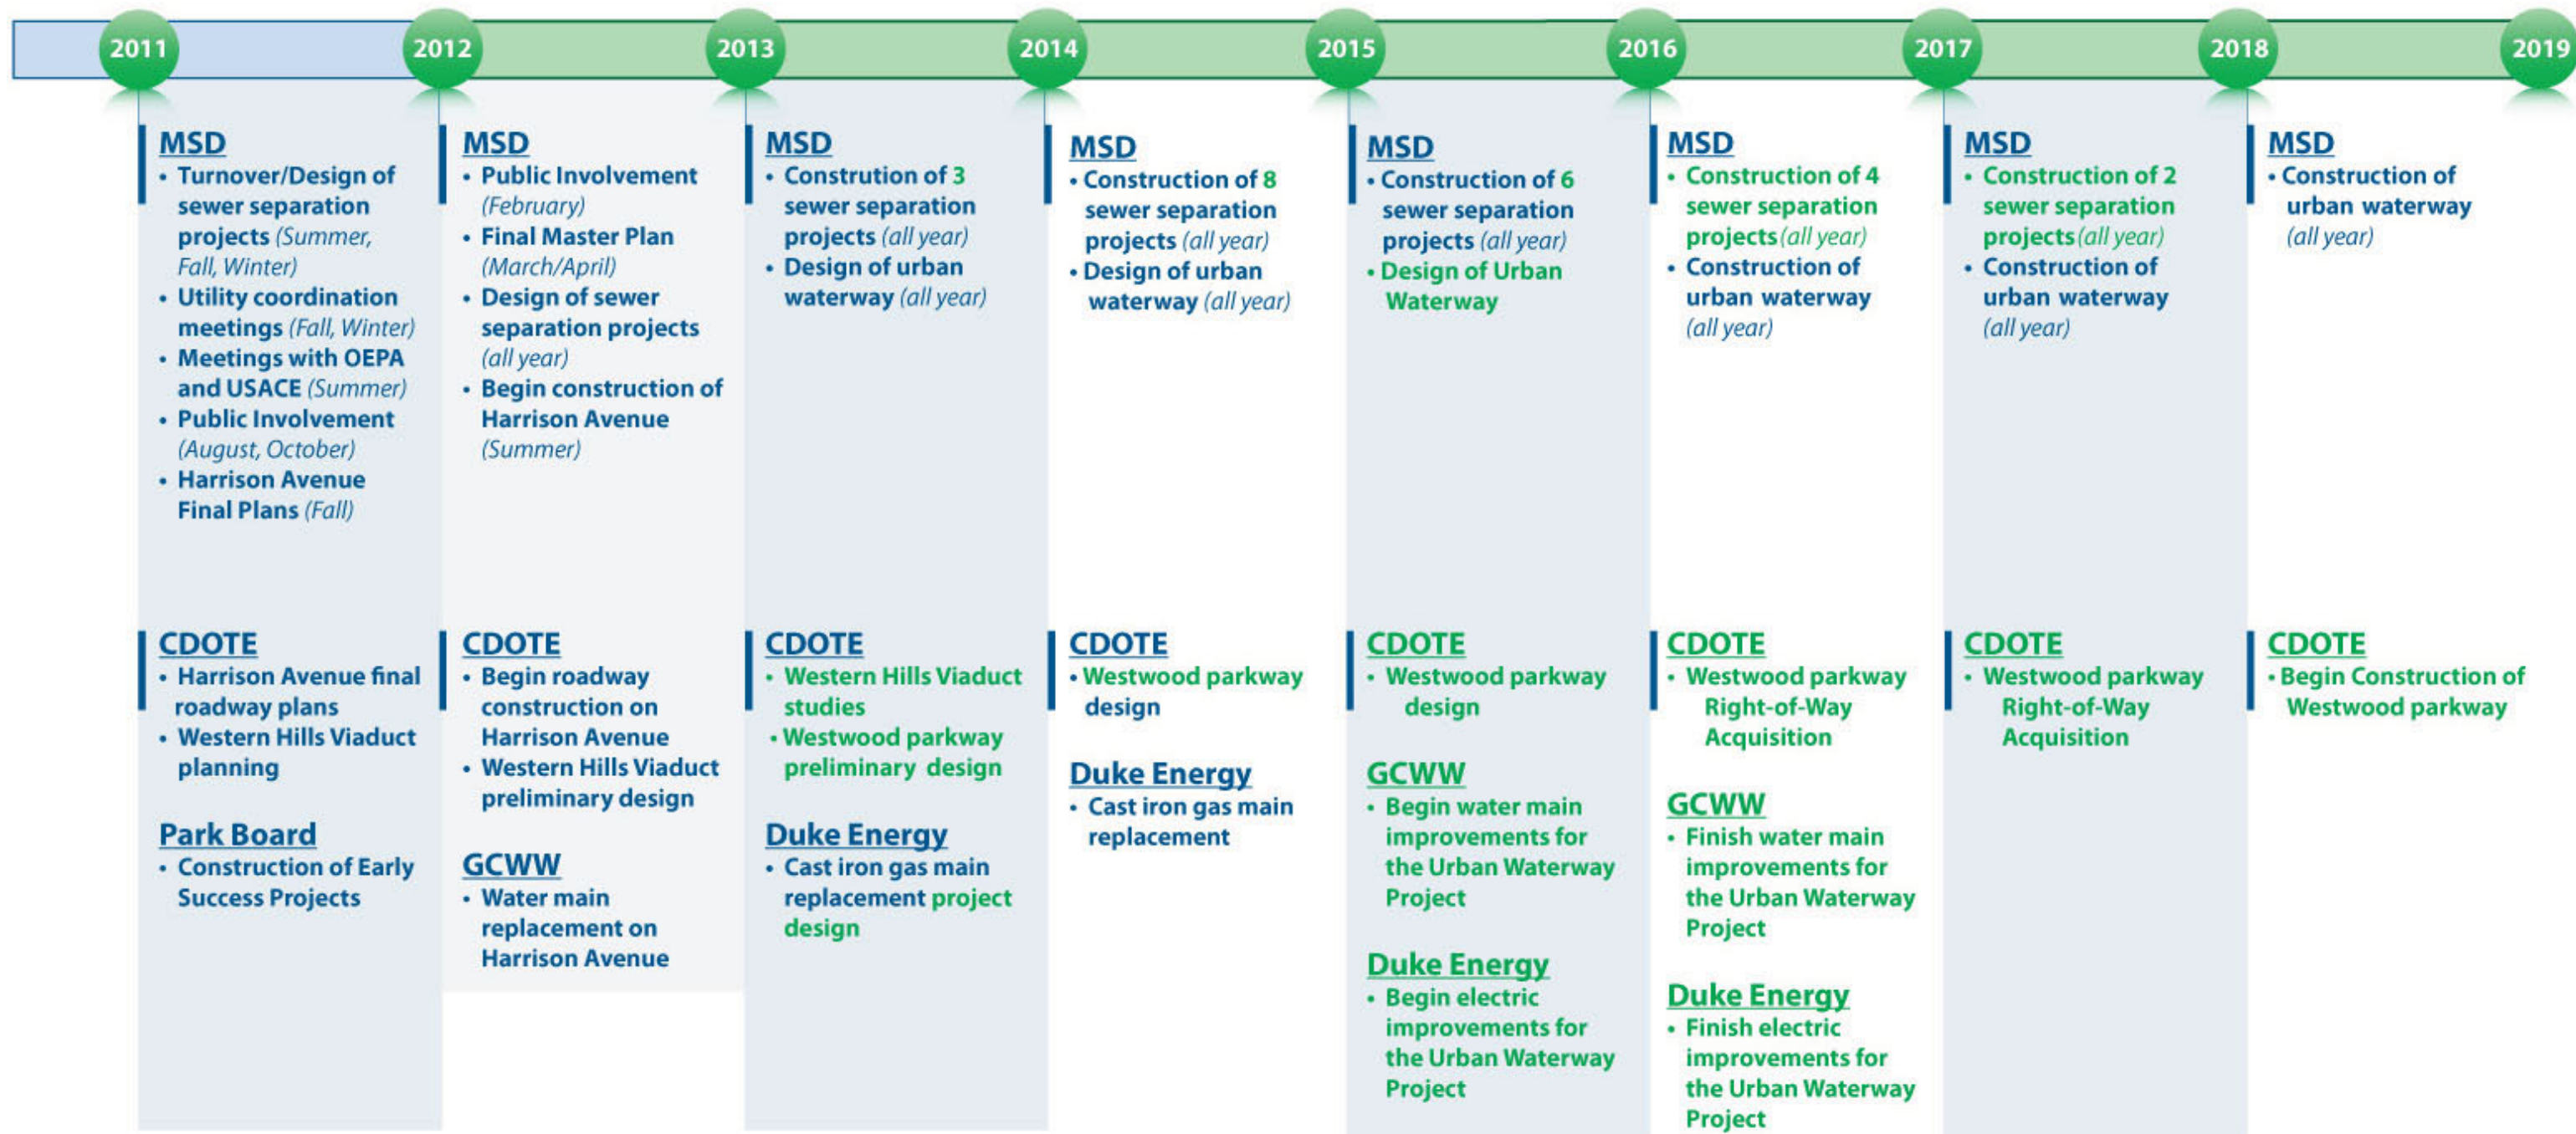 2011
2012
2013
2014
2015
2016
2017
2018
2019
MSD
• Turnover/Design of
sewer separation
projects (Summer,
Fall, Winter)
• Utility coordination
meetings (Fall, Winter)
• Meetings with OEPA
and USACE (Summer)
• Public Involvement
(August, October)
• Harrison Avenue
Final Plans (Fall)
CDOTE
• Harrison Avenue final
roadway plans
• Western Hills Viaduct
planning
Park Board
• Construction of Early
Success Projects
MSD
• Public Involvement
(February)
• Final Master Plan
(March/April)
• Design of sewer
separation projects
(all year)
• Begin construction of
Harrison Avenue
(Summer)
CDOTE
• Begin roadway
construction on
Harrison Avenue
• Western Hills Viaduct
preliminary design
GCWW
• Water main
replacement on
Harrison Avenue
MSD
• Constrution of 3
sewer separation
projects (all year)
• Design of urban
waterway (all year)
CDOTE
• Western Hills Viaduct
studies
• Westwood parkway
preliminary design
Duke Energy
• Cast iron gas main
replacement project
design
MSD
• Construction of 8
sewer separation
projects (all year)
• Design of urban
waterway (all year)
CDOTE
• Westwood parkway
design
Duke Energy
• Cast iron gas main
replacement
MSD
• Construction of 6
sewer separation
projects (all year)
• Design of Urban
Waterway
CDOTE
• Westwood parkway
design
GCWW
• Begin water main
improvements for
the Urban Waterway
Project
Duke Energy
• Begin electric
improvements for
the Urban Waterway
Project
MSD
• Construction of 4
sewer separation
projects (all year)
• Construction of
urban waterway
(all year)
CDOTE
• Westwood parkway
Right-of-Way
Acquisition
GCWW
• Finish water main
improvements for
the Urban Waterway
Project
Duke Energy
• Finish electric
improvements for
the Urban Waterway
Project
MSD
• Construction of 2
sewer separation
projects (all year)
• Construction of
urban waterway
(all year)
CDOTE
• Westwood parkway
Right-of-Way
Acquisition
MSD
• Construction of
urban waterway
(all year)
CDOTE
• Begin Construction of
Westwood parkway